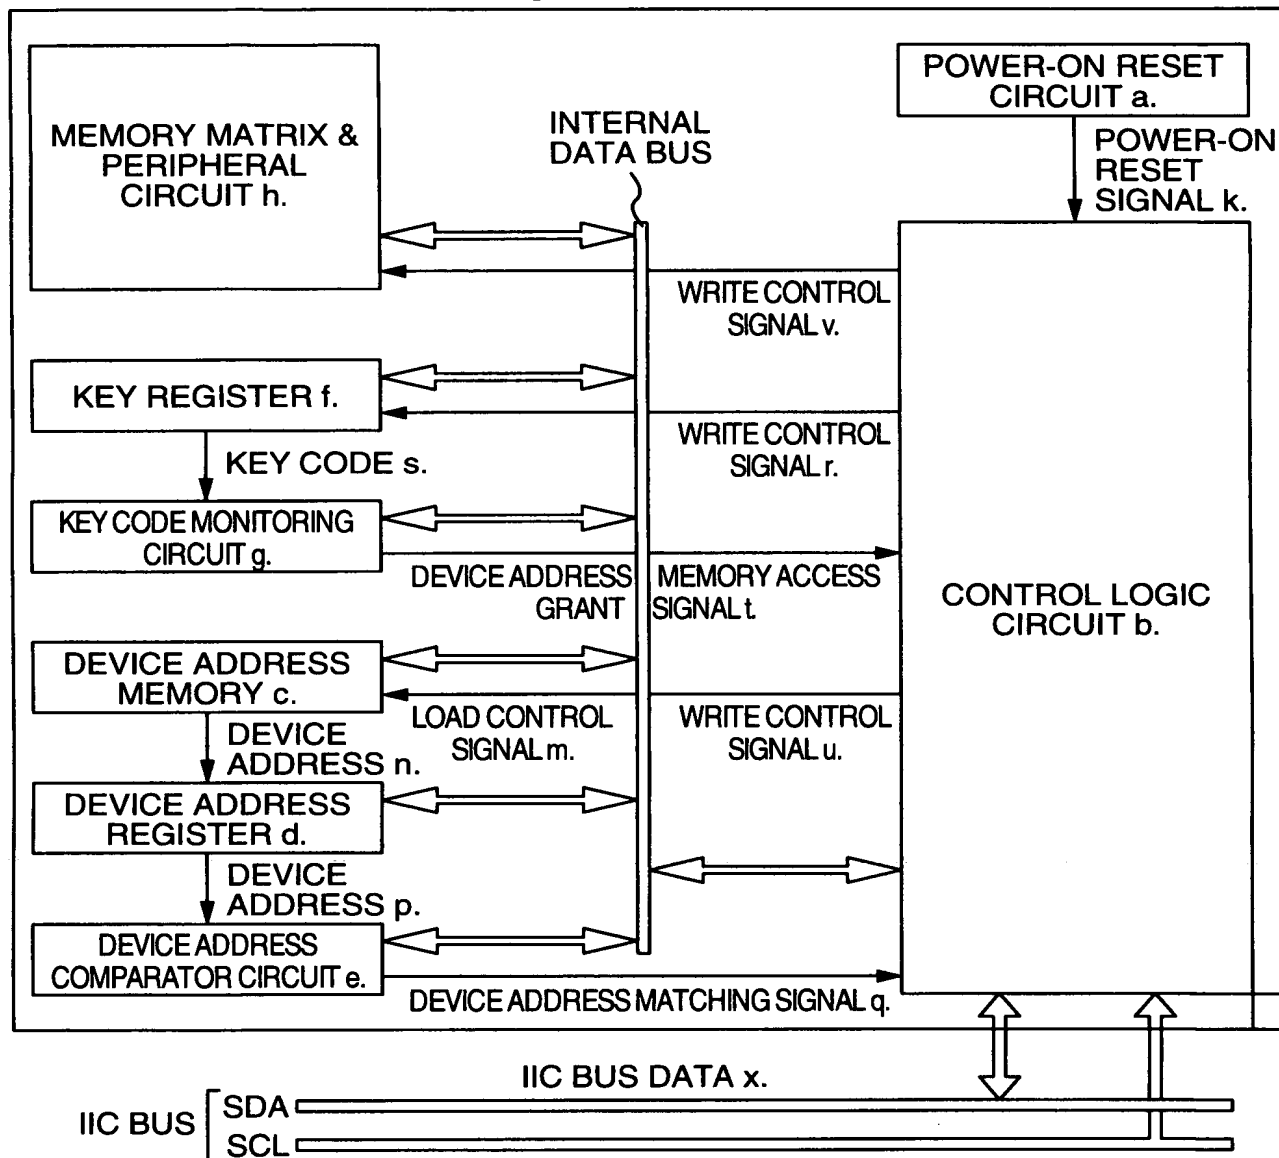 POWER-ON RESET
CIRCUIT a.
MEMORY MATRIX &
PERIPHERAL
CIRCUIT h.
INTERNAL
DATA BUS
POWER-ON
RESET
SIGNAL k.
WRITE CONTROL
SIGNAL v.
KEY REGISTER f.
WRITE CONTROL
SIGNAL r.
KEY CODE s.
KEY CODE MONITORING
CIRCUIT g.
DEVICE ADDRESS MEMORY ACCESS
GRANT SIGNAL t.
CONTROL LOGIC
CIRCUIT b.
DEVICE ADDRESS
MEMORY c.
LOAD CONTROL
SIGNAL m.
WRITE CONTROL
SIGNAL u.
DEVICE
ADDRESS n.
DEVICE ADDRESS
REGISTER d.
DEVICE
ADDRESS p.
DEVICE ADDRESS
COMPARATOR CIRCUIT e.
DEVICE ADDRESS MATCHING SIGNAL q.
IIC BUS DATA x.
IIC BUS
SDA
SCL